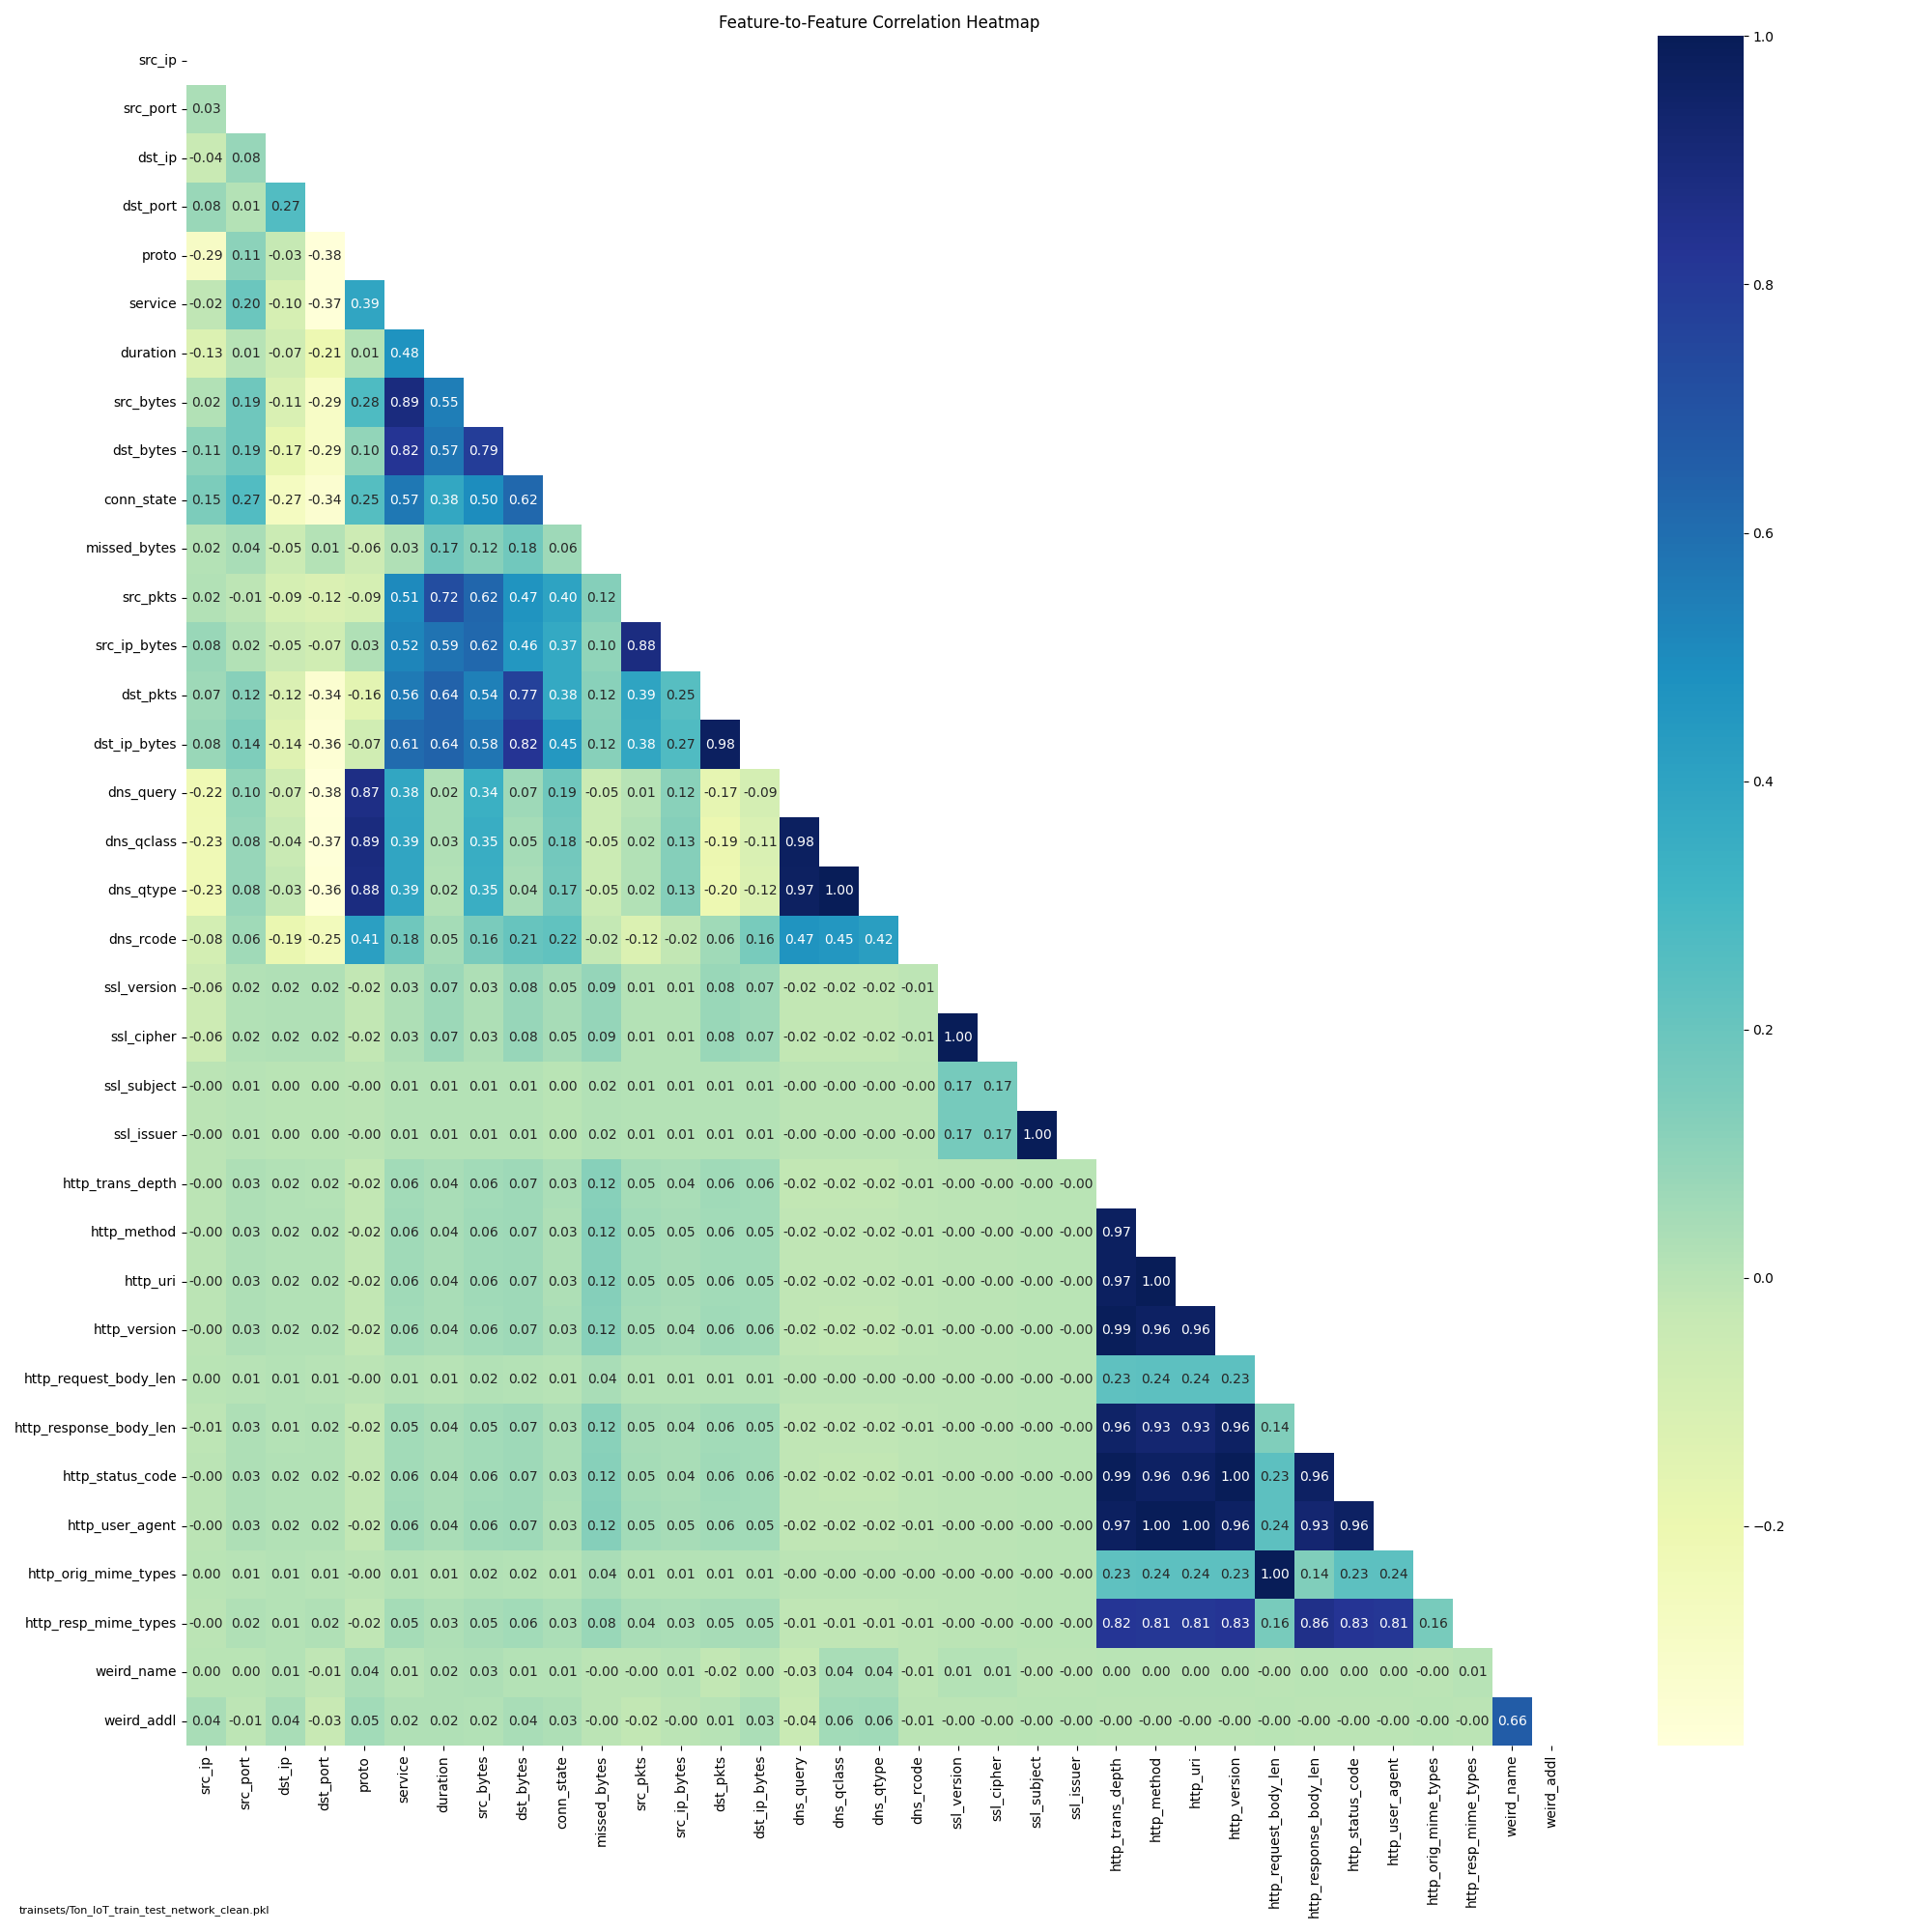 Feature-to-Feature Correlation Heatmap
src_ip
src_port 0.03
dst_ip -0.04 0.08
dst_port 0.08 0.01 0.27
proto -0.29 0.11 -0.03 -0.38
service -0.02 0.20 -0.10 -0.37 0.39
duration -0.13 0.01 -0.07 -0.21 0.01 0.48
src_bytes 0.02 0.19 -0.11 -0.29 0.28 0.89 0.55
dst_bytes 0.11 0.19 -0.17 -0.29 0.10 0.82 0.57 0.79
conn_state 0.15 0.27 -0.27 -0.34 0.25 0.57 0.38 0.50 0.62
missed_bytes 0.02 0.04 -0.05 0.01 -0.06 0.03 0.17 0.12 0.18 0.06
src_pkts 0.02 -0.01 -0.09 -0.12 -0.09 0.51 0.72 0.62 0.47 0.40 0.12
src_ip_bytes 0.08 0.02 -0.05 -0.07 0.03 0.52 0.59 0.62 0.46 0.37 0.10 0.88
dst_pkts 0.07 0.12 -0.12 -0.34 -0.16 0.56 0.64 0.54 0.77 0.38 0.12 0.39 0.25
dst_ip_bytes 0.08 0.14 -0.14 -0.36 -0.07 0.61 0.64 0.58 0.82 0.45 0.12 0.38 0.27 0.98
dns_query -0.22 0.10 -0.07 -0.38 0.87 0.38 0.02 0.34 0.07 0.19 -0.05 0.01 0.12 -0.17 -0.09
dns_qclass -0.23 0.08 -0.04 -0.37 0.89 0.39 0.03 0.35 0.05 0.18 -0.05 0.02 0.13 -0.19 -0.11 0.98
dns_qtype -0.23 0.08 -0.03 -0.36 0.88 0.39 0.02 0.35 0.04 0.17 -0.05 0.02 0.13 -0.20 -0.12 0.97 1.00
dns_rcode -0.08 0.06 -0.19 -0.25 0.41 0.18 0.05 0.16 0.21 0.22 -0.02 -0.12 -0.02 0.06 0.16 0.47 0.45 0.42
ssl_version -0.06 0.02 0.02 0.02 -0.02 0.03 0.07 0.03 0.08 0.05 0.09 0.01 0.01 0.08 0.07 -0.02 -0.02 -0.02 -0.01
ssl_cipher -0.06 0.02 0.02 0.02 -0.02 0.03 0.07 0.03 0.08 0.05 0.09 0.01 0.01 0.08 0.07 -0.02 -0.02 -0.02 -0.01 1.00
ssl_subject -0.00 0.01 0.00 0.00 -0.00 0.01 0.01 0.01 0.01 0.00 0.02 0.01 0.01 0.01 0.01 -0.00 -0.00 -0.00 -0.00 0.17 0.17
ssl_issuer -0.00 0.01 0.00 0.00 -0.00 0.01 0.01 0.01 0.01 0.00 0.02 0.01 0.01 0.01 0.01 -0.00 -0.00 -0.00 -0.00 0.17 0.17 1.00
http_trans_depth -0.00 0.03 0.02 0.02 -0.02 0.06 0.04 0.06 0.07 0.03 0.12 0.05 0.04 0.06 0.06 -0.02 -0.02 -0.02 -0.01 -0.00 -0.00 -0.00 -0.00
http_method -0.00 0.03 0.02 0.02 -0.02 0.06 0.04 0.06 0.07 0.03 0.12 0.05 0.05 0.06 0.05 -0.02 -0.02 -0.02 -0.01 -0.00 -0.00 -0.00 -0.00 0.97
http_uri -0.00 0.03 0.02 0.02 -0.02 0.06 0.04 0.06 0.07 0.03 0.12 0.05 0.05 0.06 0.05 -0.02 -0.02 -0.02 -0.01 -0.00 -0.00 -0.00 -0.00 0.97 1.00
http_version -0.00 0.03 0.02 0.02 -0.02 0.06 0.04 0.06 0.07 0.03 0.12 0.05 0.04 0.06 0.06 -0.02 -0.02 -0.02 -0.01 -0.00 -0.00 -0.00 -0.00 0.99 0.96 0.96
http_request_body_len 0.00 0.01 0.01 0.01 -0.00 0.01 0.01 0.02 0.02 0.01 0.04 0.01 0.01 0.01 0.01 -0.00 -0.00 -0.00 -0.00 -0.00 -0.00 -0.00 -0.00 0.23 0.24 0.24 0.23
http_response_body_len -0.01 0.03 0.01 0.02 -0.02 0.05 0.04 0.05 0.07 0.03 0.12 0.05 0.04 0.06 0.05 -0.02 -0.02 -0.02 -0.01 -0.00 -0.00 -0.00 -0.00 0.96 0.93 0.93 0.96 0.14
http_status_code -0.00 0.03 0.02 0.02 -0.02 0.06 0.04 0.06 0.07 0.03 0.12 0.05 0.04 0.06 0.06 -0.02 -0.02 -0.02 -0.01 -0.00 -0.00 -0.00 -0.00 0.99 0.96 0.96 1.00 0.23 0.96
http_user_agent -0.00 0.03 0.02 0.02 -0.02 0.06 0.04 0.06 0.07 0.03 0.12 0.05 0.05 0.06 0.05 -0.02 -0.02 -0.02 -0.01 -0.00 -0.00 -0.00 -0.00 0.97 1.00 1.00 0.96 0.24 0.93 0.96
http_orig_mime_types 0.00 0.01 0.01 0.01 -0.00 0.01 0.01 0.02 0.02 0.01 0.04 0.01 0.01 0.01 0.01 -0.00 -0.00 -0.00 -0.00 -0.00 -0.00 -0.00 -0.00 0.23 0.24 0.24 0.23 1.00 0.14 0.23 0.24
http_resp_mime_types -0.00 0.02 0.01 0.02 -0.02 0.05 0.03 0.05 0.06 0.03 0.08 0.04 0.03 0.05 0.05 -0.01 -0.01 -0.01 -0.01 -0.00 -0.00 -0.00 -0.00 0.82 0.81 0.81 0.83 0.16 0.86 0.83 0.81 0.16
weird_name 0.00 0.00 0.01 -0.01 0.04 0.01 0.02 0.03 0.01 0.01 -0.00 -0.00 0.01 -0.02 0.00 -0.03 0.04 0.04 -0.01 0.01 0.01 -0.00 -0.00 0.00 0.00 0.00 0.00 -0.00 0.00 0.00 0.00 -0.00 0.01
weird_addl 0.04 -0.01 0.04 -0.03 0.05 0.02 0.02 0.02 0.04 0.03 -0.00 -0.02 -0.00 0.01 0.03 -0.04 0.06 0.06 -0.01 -0.00 -0.00 -0.00 -0.00 -0.00 -0.00 -0.00 -0.00 -0.00 -0.00 -0.00 -0.00 -0.00 -0.00 0.66
src_ip
src_port
dst_ip
dst_port
proto
service
duration
src_bytes
dst_bytes
conn_state
missed_bytes
src_pkts
src_ip_bytes
dst_pkts
dst_ip_bytes
dns_query
dns_qclass
dns_qtype
dns_rcode
ssl_version
ssl_cipher
ssl_subject
ssl_issuer
http_trans_depth
http_method
http_uri
http_version
http_request_body_len
http_response_body_len
http_status_code
http_user_agent
http_orig_mime_types
http_resp_mime_types
weird_name
weird_addl
1.0
0.8
0.6
0.4
0.2
0.0
−0.2
trainsets/Ton_IoT_train_test_network_clean.pkl